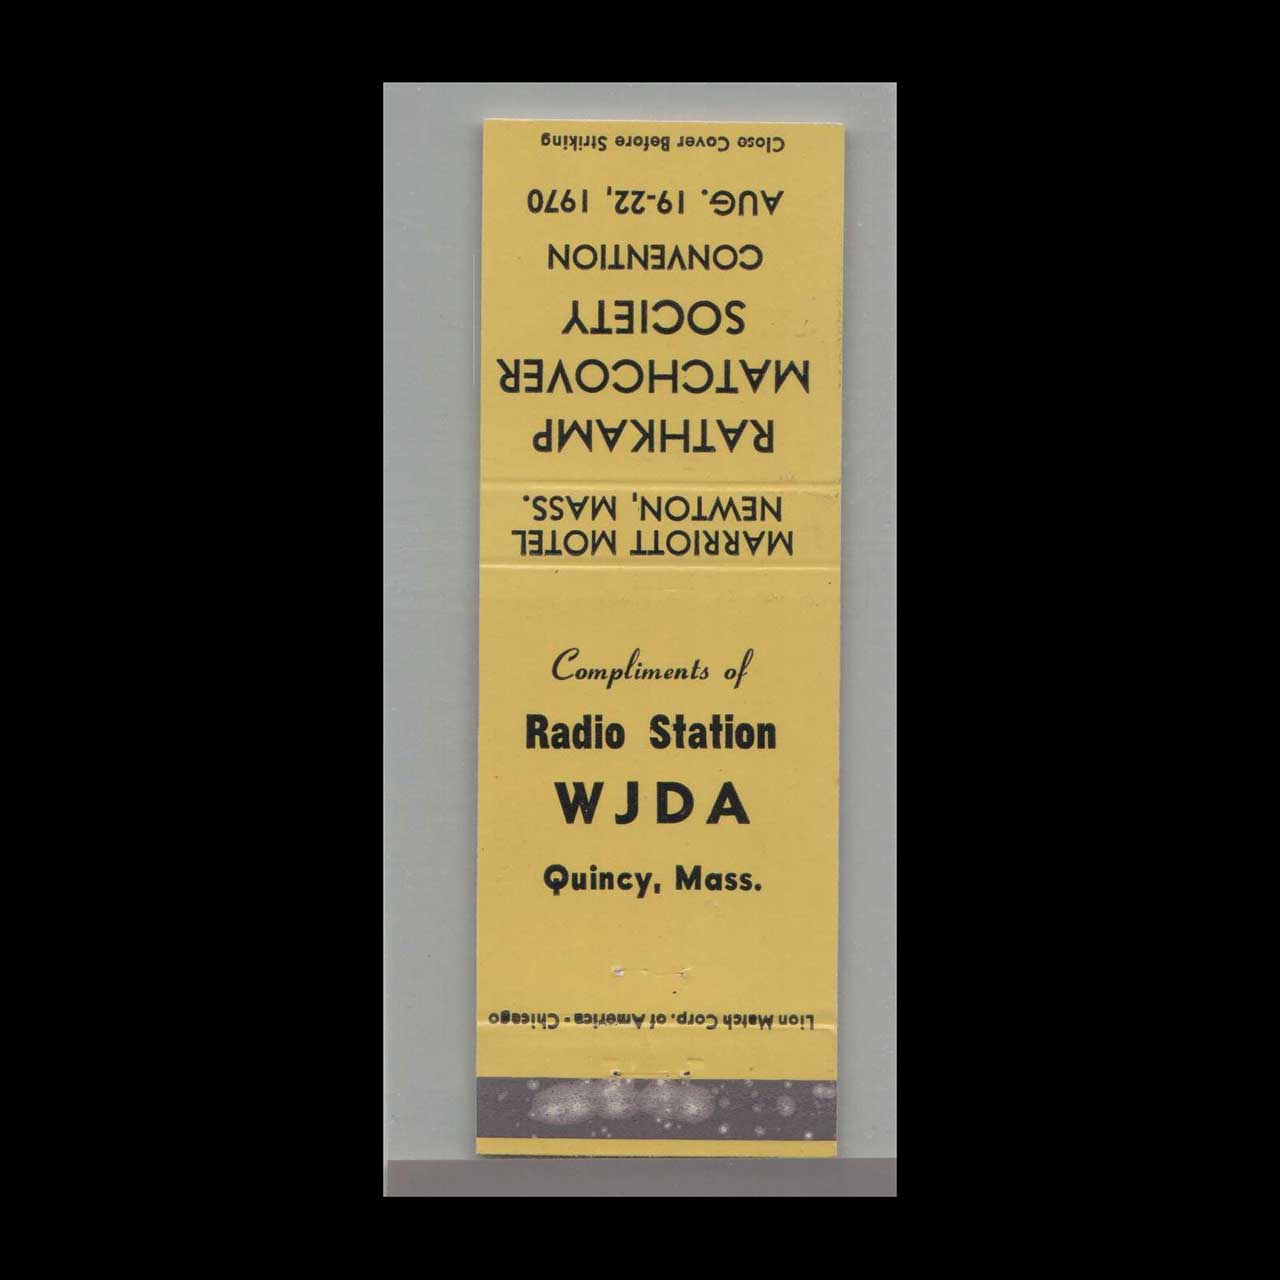 Close Cover Before Striking
AUG. 19-22, 1970
CONVENTION
SOCIETY
MATCHCOVER
RATHKAMP
NEWTON, MASS.
MARRIOTT MOTEL
Compliments of
Radio Station
WJDA
Quincy, Mass.
Lion Match Corp. of America - Chicago